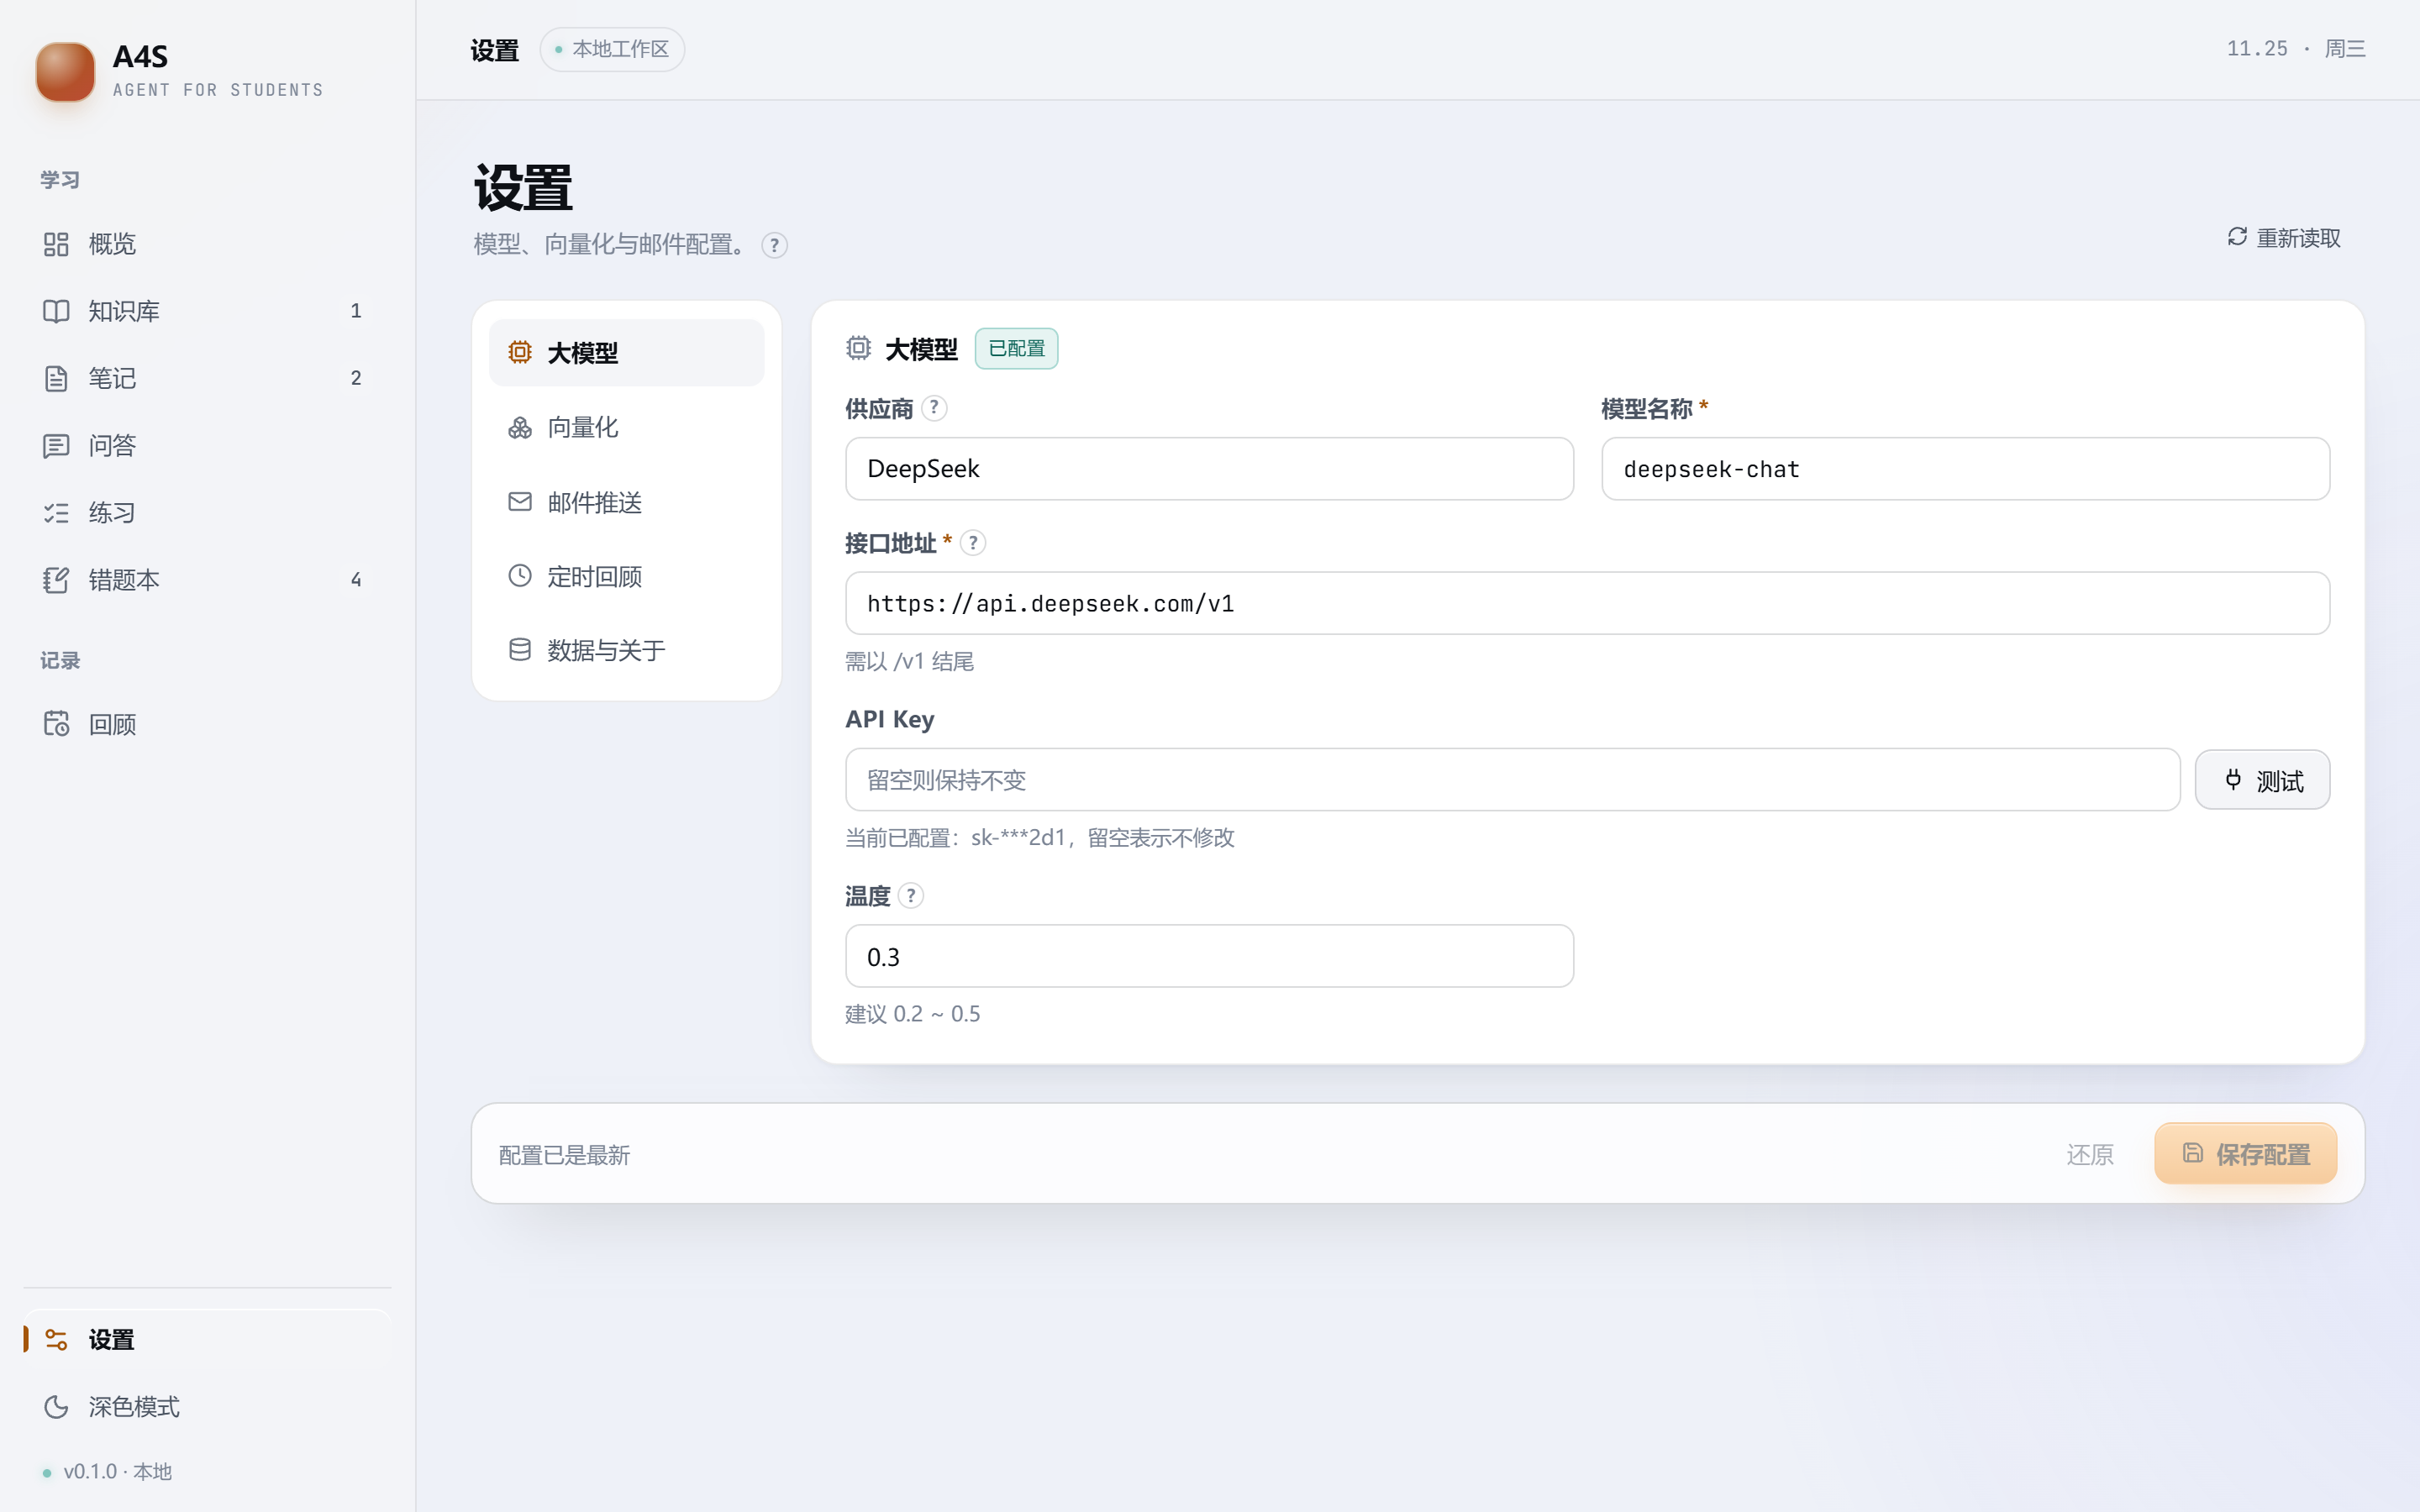 A4S
AGENT FOR STUDENTS
学习
概览
知识库 1
笔记 2
问答
练习
错题本 4
记录
回顾
设置
深色模式
v0.1.0 · 本地
设置 本地工作区 11.25 · 周三
设置
模型、向量化与邮件配置。 ?
重新读取
大模型
向量化
邮件推送
定时回顾
数据与关于
大模型 已配置
供应商 ? 模型名称 *
DeepSeek deepseek-chat
接口地址 * ?
https://api.deepseek.com/v1
需以 /v1 结尾
API Key
留空则保持不变 测试
当前已配置：sk-***2d1，留空表示不修改
温度 ?
0.3
建议 0.2 ~ 0.5
配置已是最新 还原 保存配置